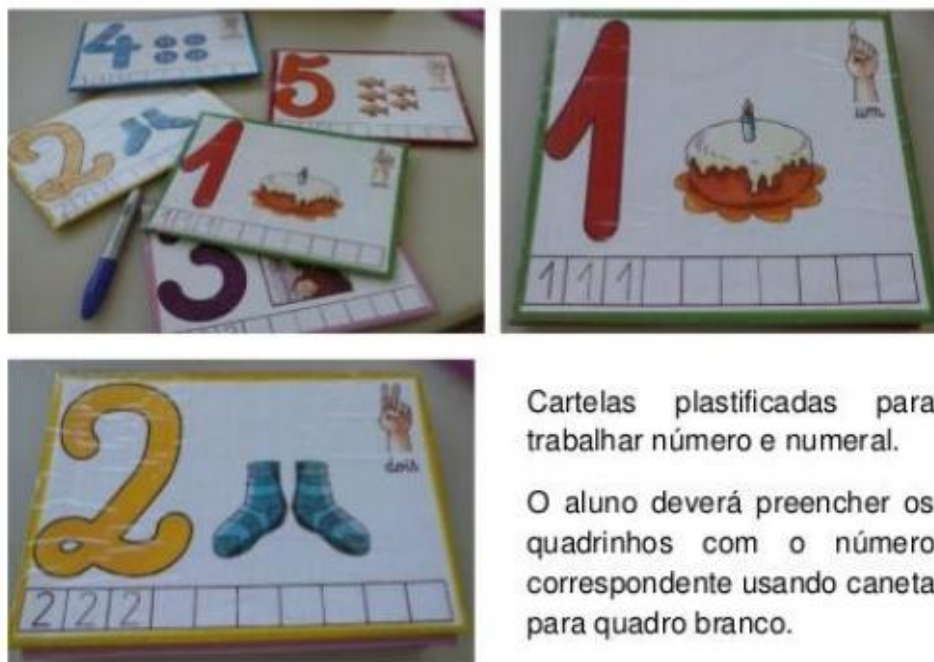 4
5
2
1
3
1
um
1 1 1
2
dois
2 2 2
Cartelas plastificadas para
trabalhar número e numeral.
O aluno deverá preencher os
quadrinhos com o número
correspondente usando caneta
para quadro branco.